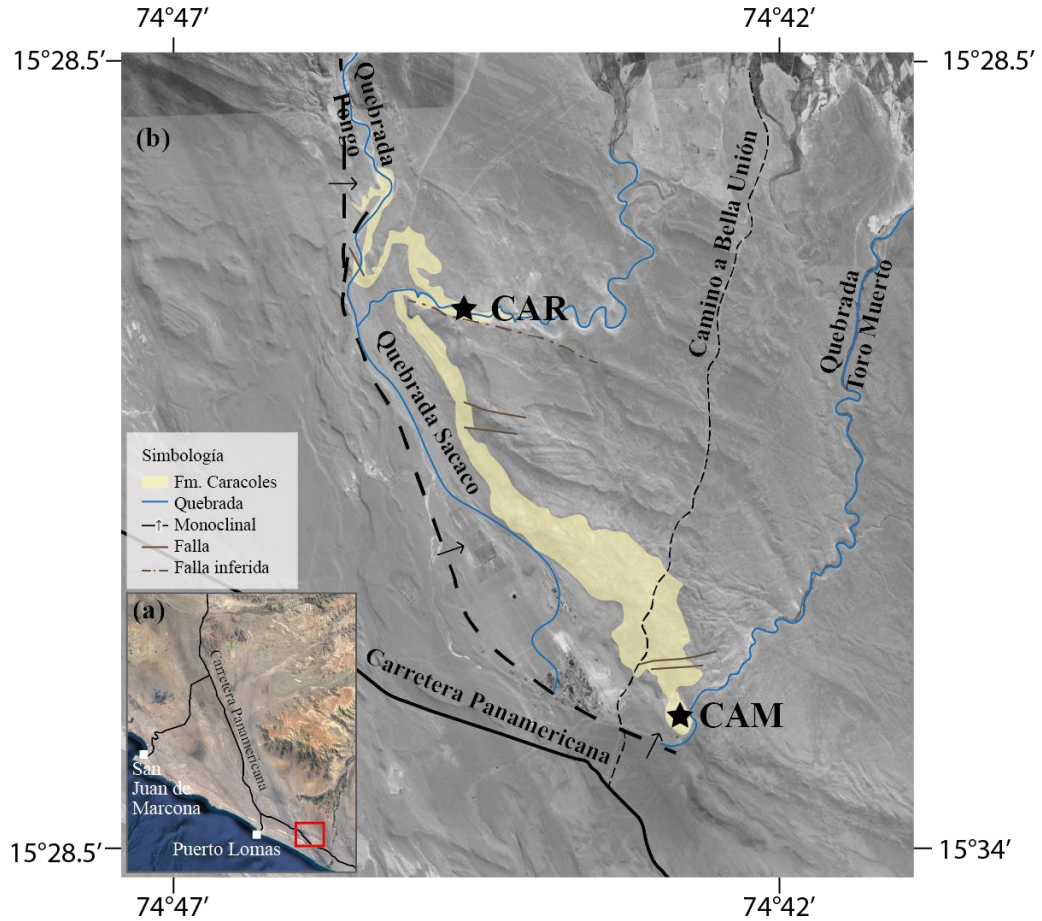 74°47′
74°42′
15°28.5′
15°28.5′
(b)
Quebrada
Pongo
Camino a Bella Unión
Quebrada
Toro Muerto
CAR
Quebrada Sacaco
Simbología
Fm. Caracoles
Quebrada
Monoclinal
Falla
Falla inferida
(a)
Carretera Panamericana
San
Juan de
Marcona
Puerto Lomas
Carretera Panamericana
CAM
15°28.5′
15°34′
74°47′
74°42′